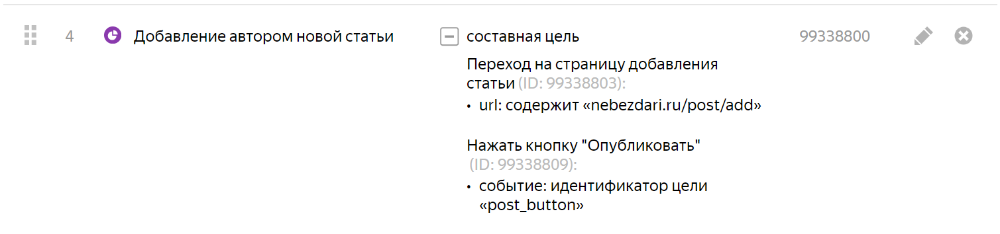 4 Добавление автором новой статьи составная цель 99338800
Переход на страницу добавления
статьи (ID: 99338803):
• url: содержит «nebezdari.ru/post/add»
Нажать кнопку "Опубликовать"
(ID: 99338809):
• событие: идентификатор цели
«post_button»